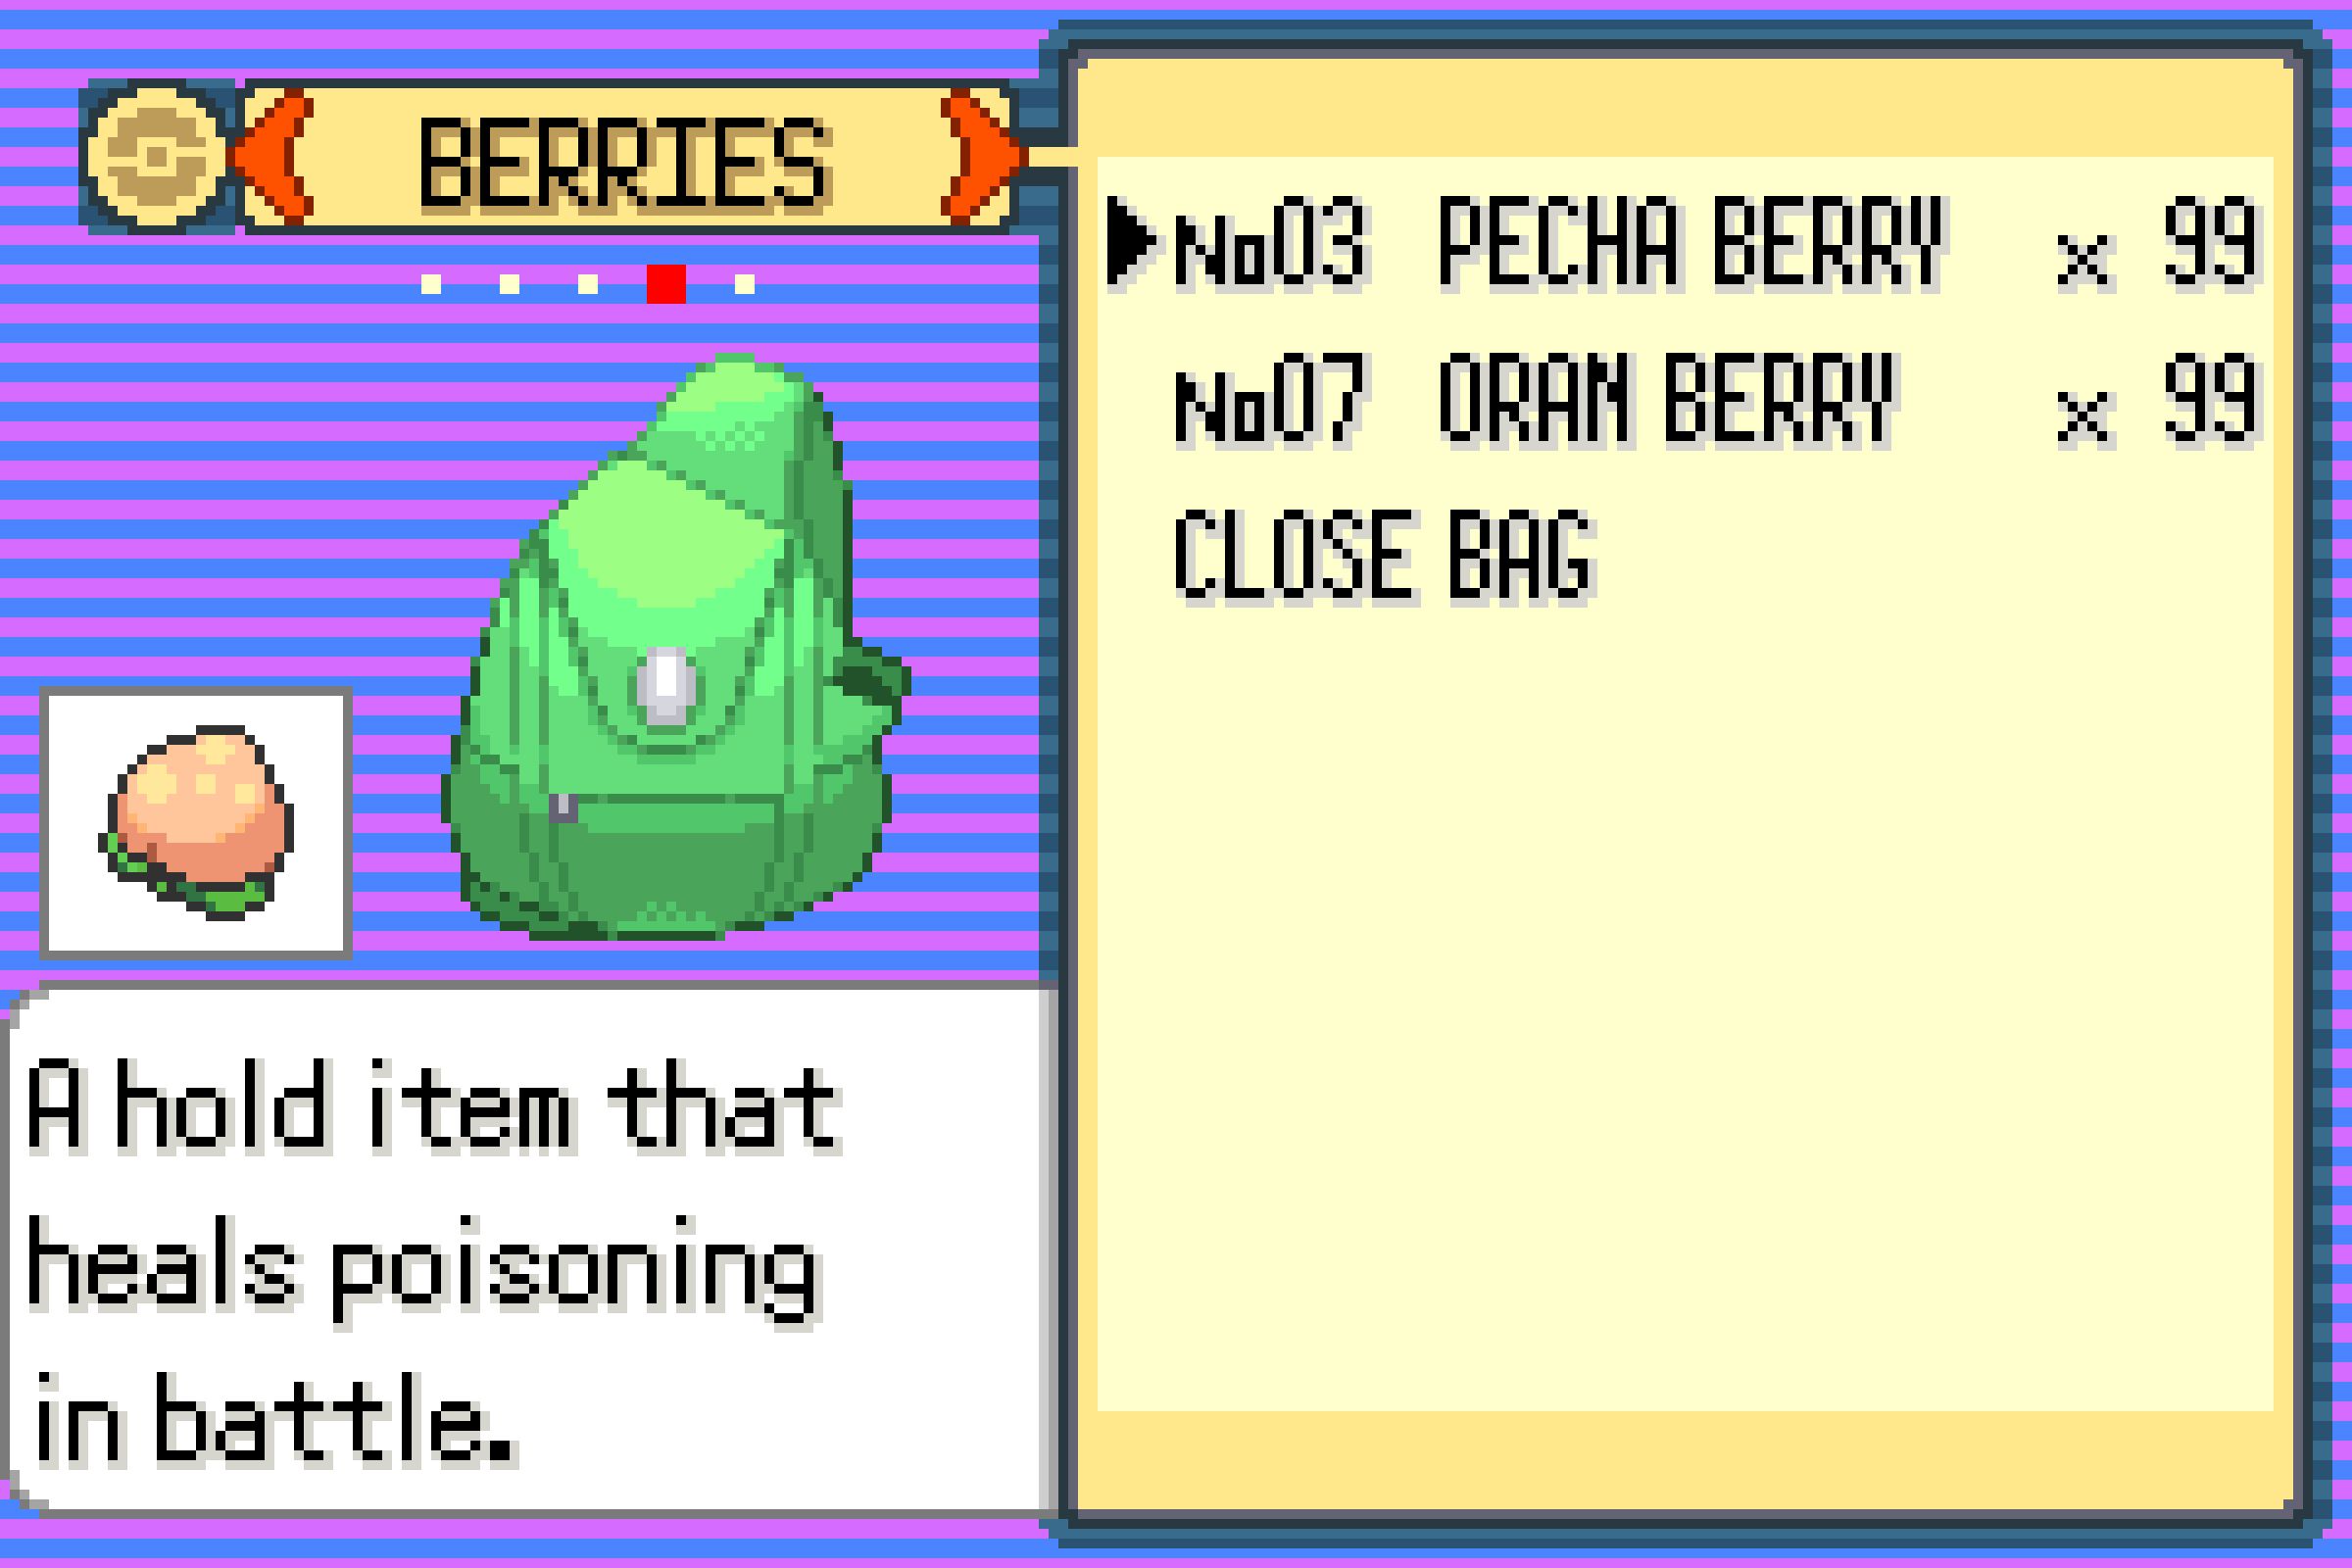 BERRIES
▶No03 PECHA BERRY x 99
No07 ORAN BERRY x 99
CLOSE BAG
A hold item that
heals poisoning
in battle.